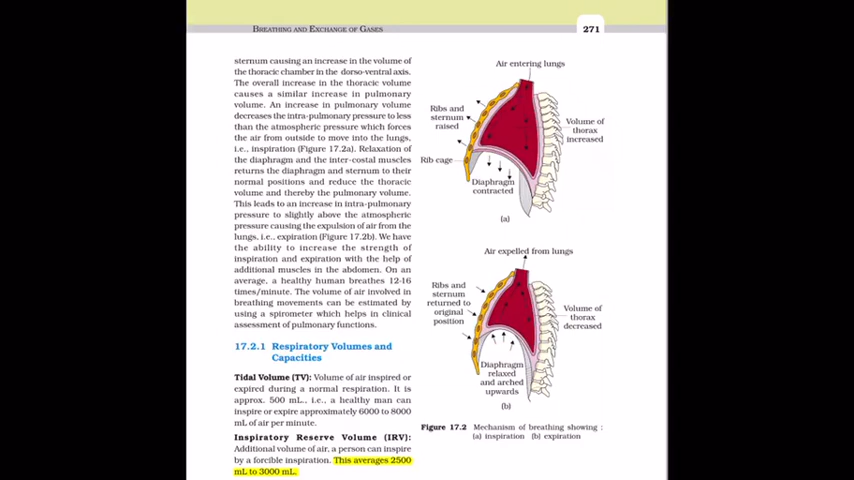 BREATHING AND EXCHANGE OF GASES
271
sternum causing an increase in the volume of
the thoracic chamber in the dorso-ventral axis.
The overall increase in the thoracic volume
causes a similar increase in pulmonary
volume. An increase in pulmonary volume
decreases the intra-pulmonary pressure to less
than the atmospheric pressure which forces
the air from outside to move into the lungs,
i.e., inspiration (Figure 17.2a). Relaxation of
the diaphragm and the inter-costal muscles
returns the diaphragm and sternum to their
normal positions and reduce the thoracic
volume and thereby the pulmonary volume.
This leads to an increase in intra-pulmonary
pressure to slightly above the atmospheric
pressure causing the expulsion of air from the
lungs, i.e., expiration (Figure 17.2b). We have
the ability to increase the strength of
inspiration and expiration with the help of
additional muscles in the abdomen. On an
average, a healthy human breathes 12-16
times/minute. The volume of air involved in
breathing movements can be estimated by
using a spirometer which helps in clinical
assessment of pulmonary functions.
17.2.1 Respiratory Volumes and
Capacities
Tidal Volume (TV): Volume of air inspired or
expired during a normal respiration. It is
approx. 500 mL., i.e., a healthy man can
inspire or expire approximately 6000 to 8000
mL of air per minute.
Inspiratory Reserve Volume (IRV):
Additional volume of air, a person can inspire
by a forcible inspiration. This averages 2500
mL to 3000 mL.
Air entering lungs
Ribs and
sternum
raised
Volume of
thorax
increased
Rib cage
Diaphragm
contracted
(a)
Air expelled from lungs
Ribs and
sternum
returned to
original
position
Volume of
thorax
decreased
Diaphragm
relaxed
and arched
upwards
(b)
Figure 17.2 Mechanism of breathing showing :
(a) inspiration (b) expiration